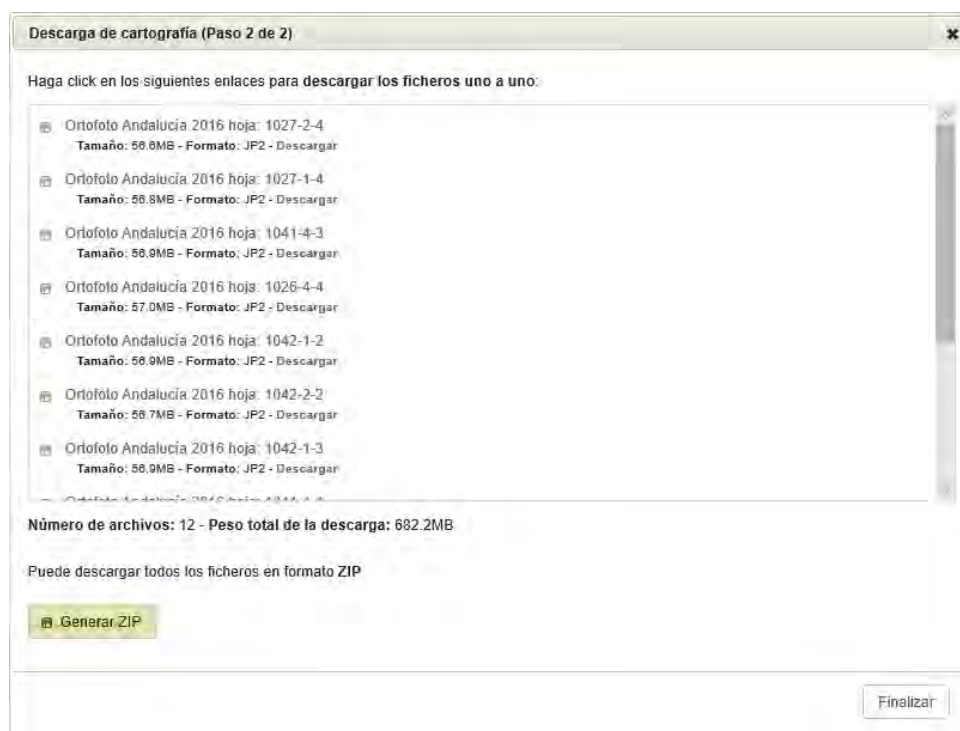 Descarga de cartografía (Paso 2 de 2)
Haga click en los siguientes enlaces para descargar los ficheros uno a uno:
Ortofoto Andalucía 2016 hoja: 1027-2-4
Tamaño: 56.6MB - Formato: JP2 - Descargar
Ortofoto Andalucía 2016 hoja: 1027-1-4
Tamaño: 56.8MB - Formato: JP2 - Descargar
Ortofoto Andalucía 2016 hoja: 1041-4-3
Tamaño: 56.9MB - Formato: JP2 - Descargar
Ortofoto Andalucía 2016 hoja: 1026-4-4
Tamaño: 57.0MB - Formato: JP2 - Descargar
Ortofoto Andalucía 2016 hoja: 1042-1-2
Tamaño: 56.9MB - Formato: JP2 - Descargar
Ortofoto Andalucía 2016 hoja: 1042-2-2
Tamaño: 56.7MB - Formato: JP2 - Descargar
Ortofoto Andalucía 2016 hoja: 1042-1-3
Tamaño: 56.9MB - Formato: JP2 - Descargar
Número de archivos: 12 - Peso total de la descarga: 682.2MB
Puede descargar todos los ficheros en formato ZIP
Generar ZIP
Finalizar